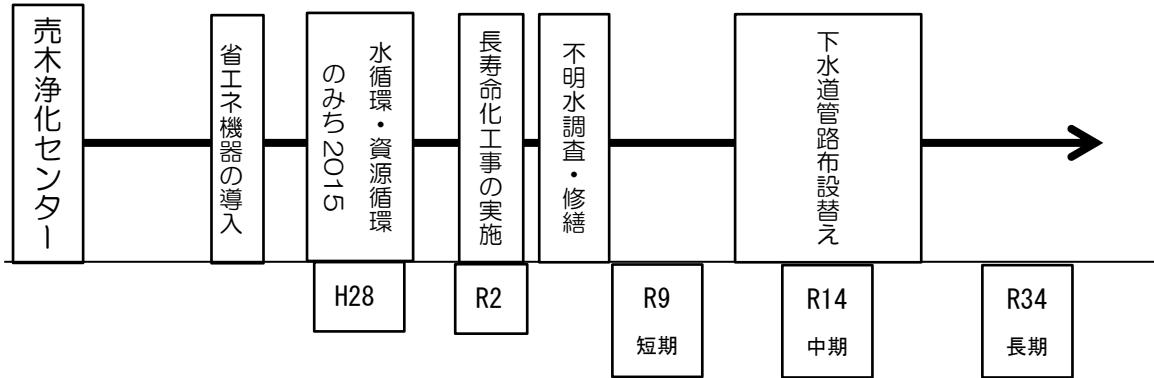 売木浄化センター
省エネ機器の導入
水循環・資源循環
のみち2015
長寿命化工事の実施
不明水調査・修繕
下水道管路布設替え
H28
R2
R9
短期
R14
中期
R34
長期